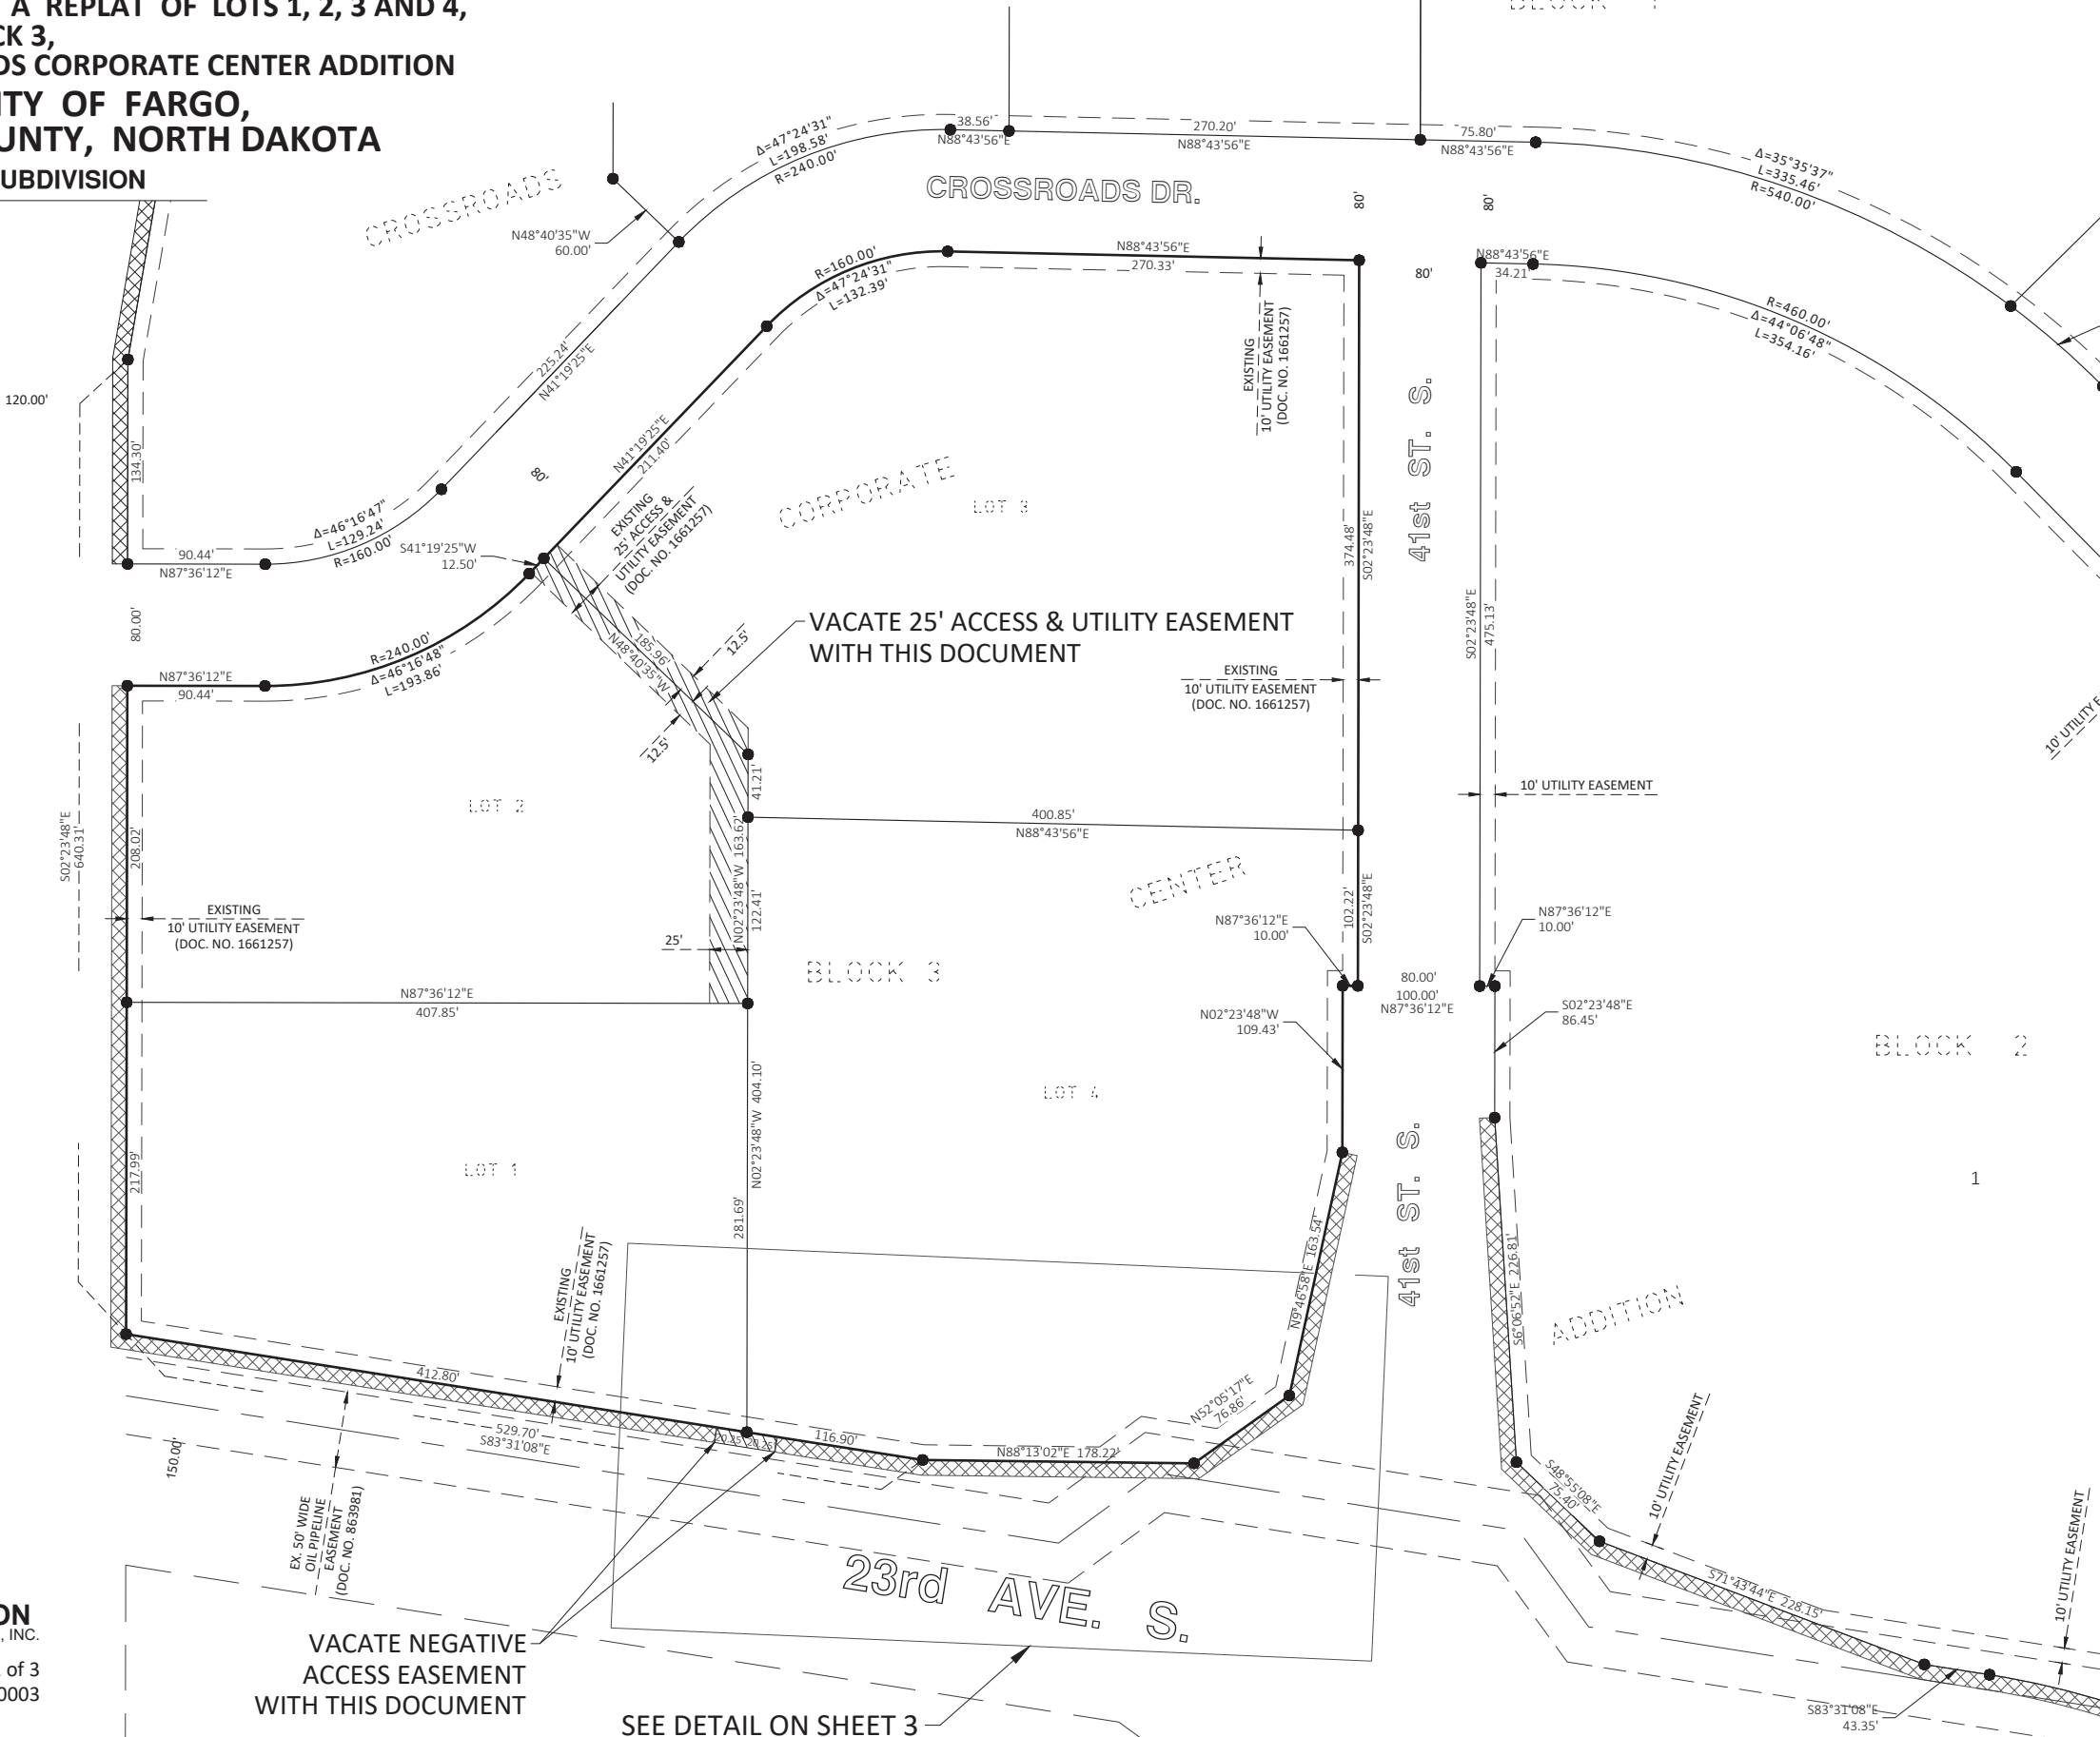 A REPLAT OF LOTS 1, 2, 3 AND 4,
CK 3,
DS CORPORATE CENTER ADDITION
ITY OF FARGO,
OUNTY, NORTH DAKOTA
UBDIVISION
CROSSROADS
N48°40'35"W
60.00'
Δ=47°24'31"
L=198.58'
R=240.00'
38.56'
N88°43'56"E
270.20'
N88°43'56"E
75.80'
N88°43'56"E
Δ=35°35'37"
L=335.46'
R=540.00'
CROSSROADS DR.
80'
80'
80'
R=160.00'
Δ=47°24'31"
L=132.39'
N88°43'56"E
270.33'
N88°43'56"E
34.21'
R=460.00'
Δ=44°06'48"
L=354.16'
EXISTING
10' UTILITY EASEMENT
(DOC. NO. 1661257)
225.24'
N41°19'25"E
N41°19'25"E
211.40'
120.00'
134.30'
80'
EXISTING
25' ACCESS &
UTILITY EASEMENT
(DOC. NO. 1661257)
CORPORATE
LOT 3
41st ST. S.
Δ=46°16'47"
L=129.24'
R=160.00'
90.44'
N87°36'12"E
S41°19'25"W
12.50'
374.48'
S02°23'48"E
80.00'
R=240.00'
Δ=46°16'48"
L=193.86'
N87°36'12"E
90.44'
185.96'
N48°40'35"W
12.5'
12.5'
VACATE 25' ACCESS & UTILITY EASEMENT
WITH THIS DOCUMENT
EXISTING
10' UTILITY EASEMENT
(DOC. NO. 1661257)
S02°23'48"E
475.13'
10' UTILITY E
10' UTILITY EASEMENT
41.21'
LOT 2
400.85'
N88°43'56"E
S02°23'48"E
640.31'
208.02'
N02°23'48"W 163.62'
122.41'
CENTER
EXISTING
10' UTILITY EASEMENT
(DOC. NO. 1661257)
25'
BLOCK 3
102.22'
S02°23'48"E
N87°36'12"E
10.00'
N87°36'12"E
10.00'
80.00'
100.00'
N87°36'12"E
N87°36'12"E
407.85'
N02°23'48"W
109.43'
S02°23'48"E
86.45'
BLOCK 2
LOT 4
N02°23'48"W 404.10'
281.69'
LOT 1
217.99'
41st ST. S.
1
N9°46'58"E 163.54'
S6°06'52"E 226.81'
ADDITION
EXISTING
10' UTILITY EASEMENT
(DOC. NO. 1661257)
412.80'
529.70'
S83°31'08"E
20.25'
20.25'
116.90'
N88°13'02"E 178.22'
N52°05'17"E
76.86'
S48°55'08"E
75.40'
10' UTILITY EASEMENT
S71°43'44"E 228.15'
10' UTILITY EASEMENT
150.00'
EX. 50' WIDE
OIL PIPELINE
EASEMENT
(DOC. NO. 863981)
23rd AVE. S.
ON
, INC.
of 3
0003
VACATE NEGATIVE
ACCESS EASEMENT
WITH THIS DOCUMENT
SEE DETAIL ON SHEET 3
S83°31'08"E
43.35'